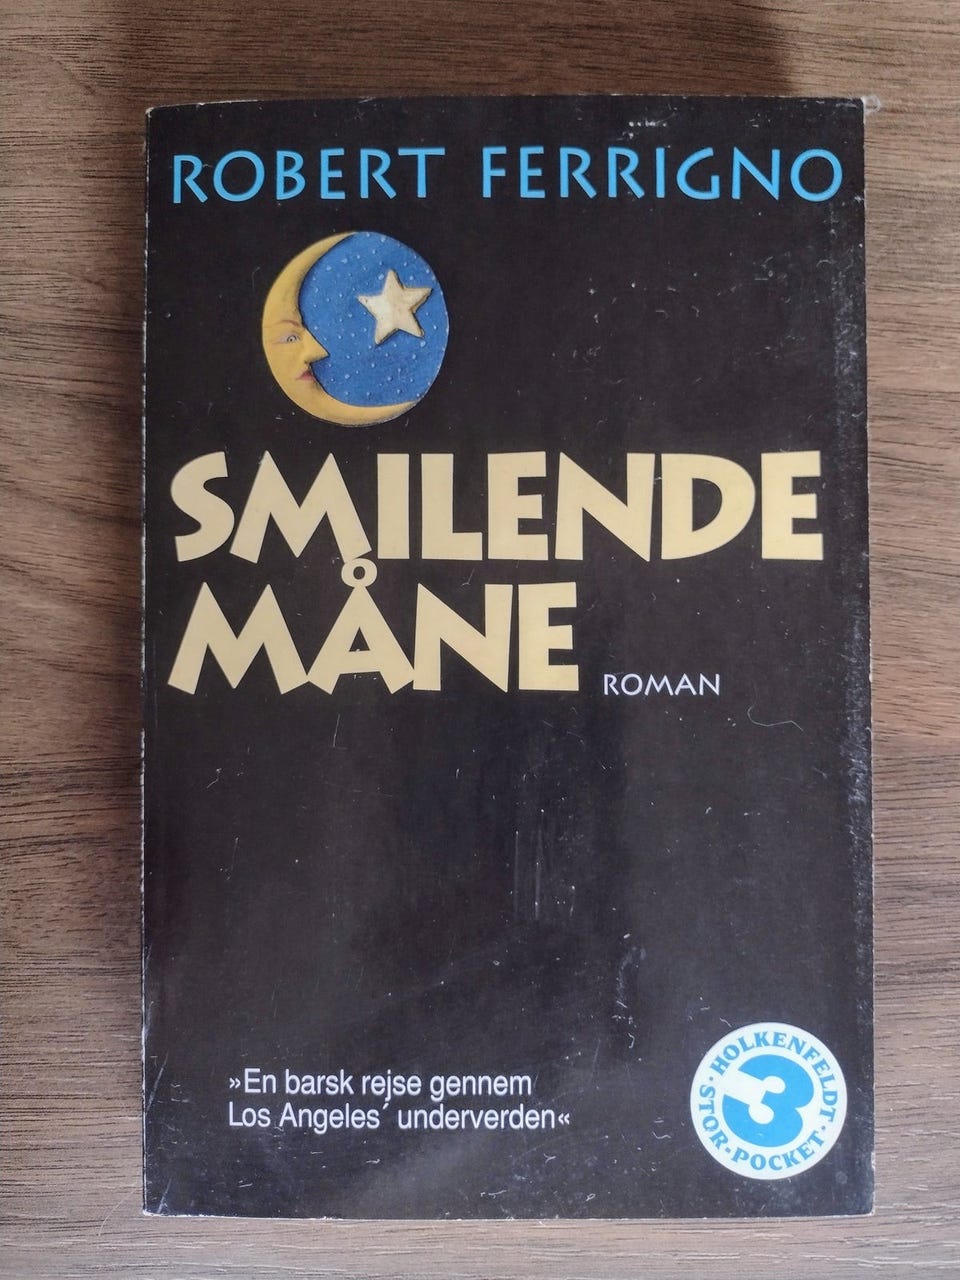 ROBERT FERRIGNO
SMILENDE
MÅNE
ROMAN
»En barsk rejse gennem
Los Angeles´ underverden«
HOLKENFELDT
3
STOR-POCKET